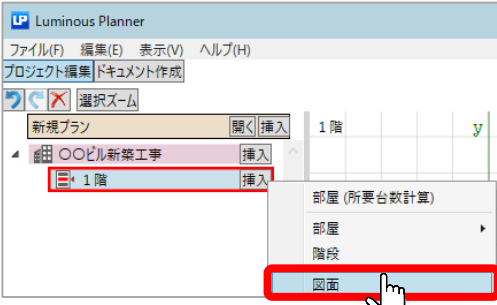 LP Luminous Planner
ファイル(F) 編集(E) 表示(V) ヘルプ(H)
プロジェクト編集 ドキュメント作成
選択ズーム
新規プラン 開く 挿入 1 階 y
〇〇ビル新築工事 挿入
1 階 挿入
部屋 (所要台数計算)
部屋
階段
図面